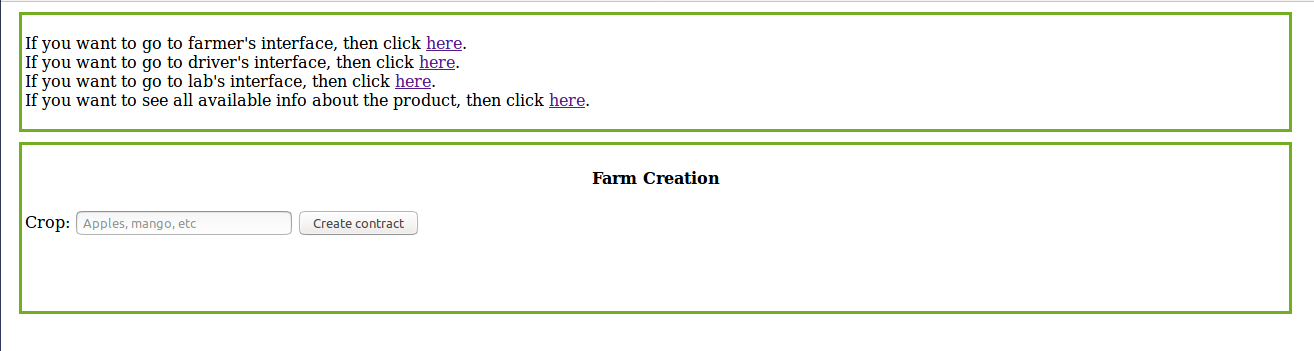 If you want to go to farmer's interface, then click here.
If you want to go to driver's interface, then click here.
If you want to go to lab's interface, then click here.
If you want to see all available info about the product, then click here.
Farm Creation
Crop: Apples, mango, etc Create contract